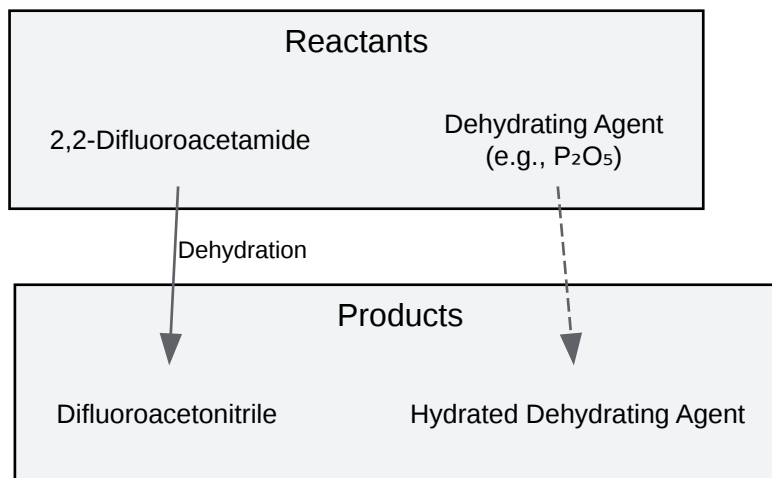 Reactants
2,2-Difluoroacetamide
Dehydrating Agent
(e.g., P₂O₅)
Dehydration
Products
Difluoroacetonitrile
Hydrated Dehydrating Agent